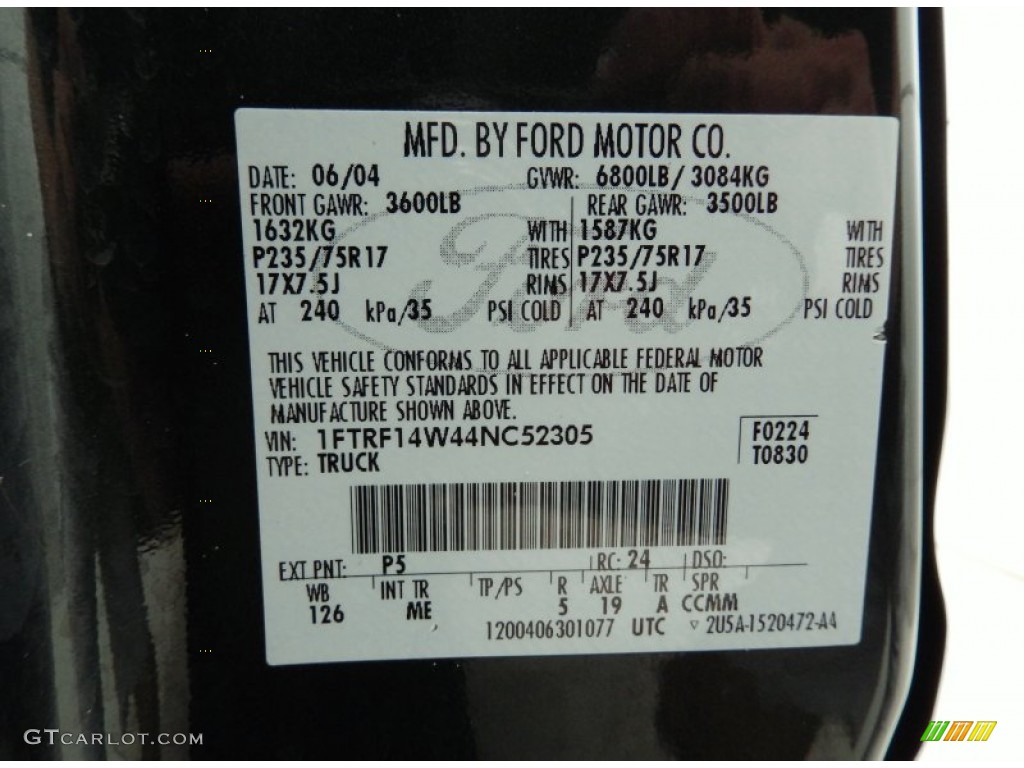 MFD. BY FORD MOTOR CO.
DATE: 06/04 GVWR: 6800LB/ 3084KG
FRONT GAWR: 3600LB REAR GAWR: 3500LB
1632KG WITH 1587KG WITH
P235/75R17 TIRES P235/75R17 TIRES
17X7.5J RIMS 17X7.5J RIMS
AT 240 kPa/35 PSI COLD AT 240 kPa/35 PSI COLD
Ford
THIS VEHICLE CONFORMS TO ALL APPLICABLE FEDERAL MOTOR
VEHICLE SAFETY STANDARDS IN EFFECT ON THE DATE OF
MANUFACTURE SHOWN ABOVE.
VIN: 1FTRF14W44NC52305 F0224
TYPE: TRUCK T0830
EXT PNT: P5 RC: 24 DSO:
WB INT TR TP/PS R AXLE TR SPR
126 ME 5 19 A CCMM
1200406301077 UTC ▽ 2U5A-1520472-AA
GTCARLOT.COM